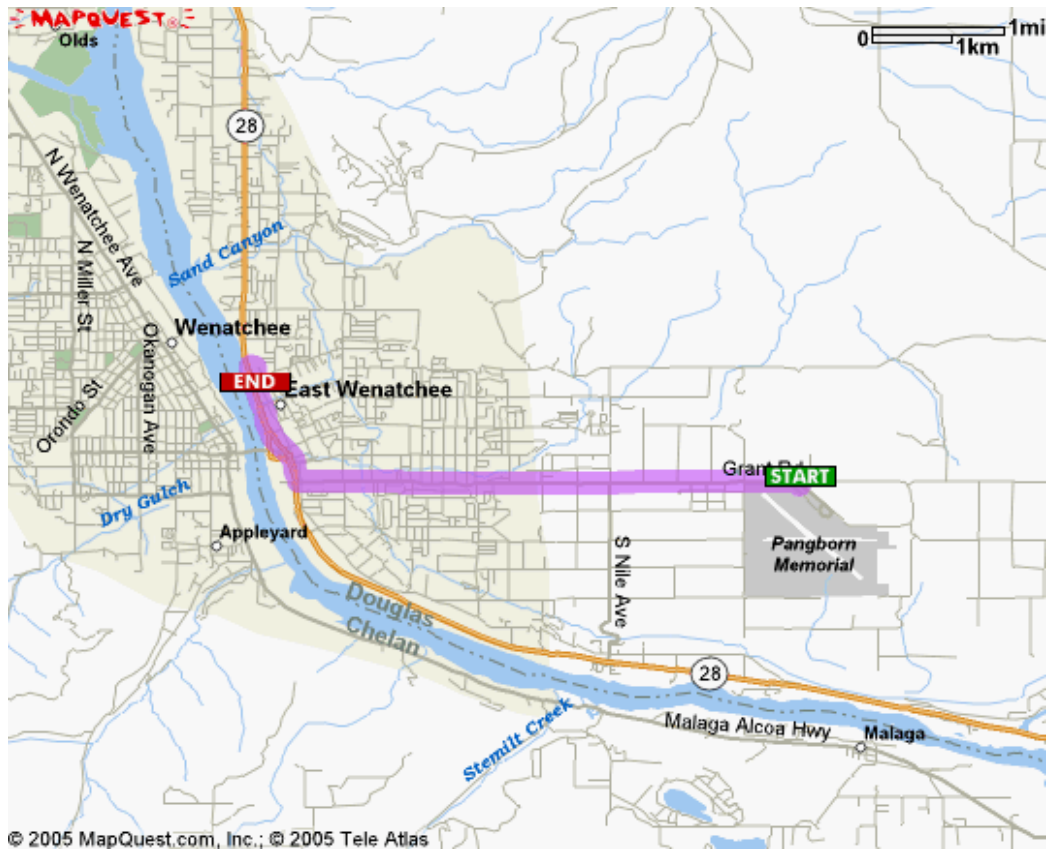 MAPQUEST®
Olds
0
1mi
1km
28
N Wenatchee Ave
N Miller St
Sand Canyon
Wenatchee
Okanogan Ave
Orondo St
END
East Wenatchee
Grant Rd
START
Dry Gulch
Appleyard
Pangborn
Memorial
S Nile Ave
Douglas
Chelan
28
Stemilt Creek
Malaga Alcoa Hwy
Malaga
© 2005 MapQuest.com, Inc.; © 2005 Tele Atlas